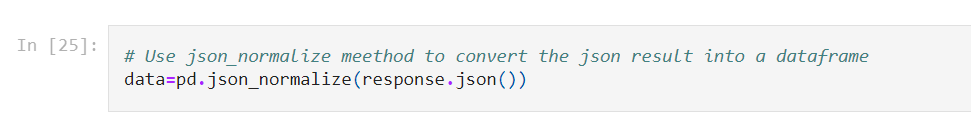 In [25]:
# Use json_normalize meethod to convert the json result into a dataframe
data=pd.json_normalize(response.json())